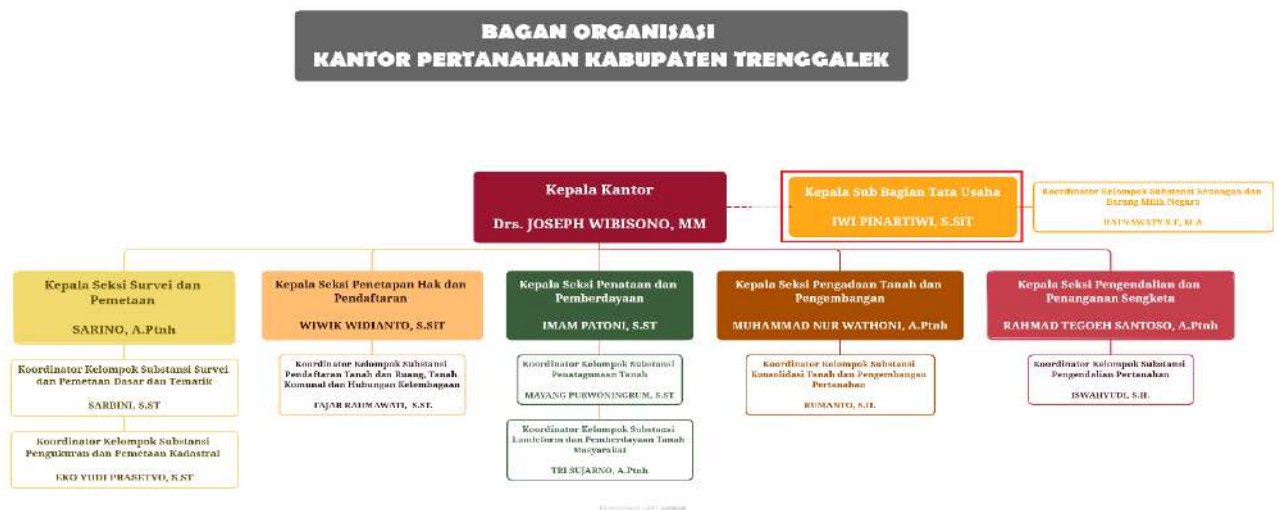 BAGAN ORGANISASI
KANTOR PERTANAHAN KABUPATEN TRENGGALEK
Kepala Kantor
Drs. JOSEPH WIBISONO, MM
Kepala Sub Bagian Tata Usaha
IWI PINARTIWI, S.SIT
Koordinator Kelompok Substansi Keuangan dan
Barang Milik Negara
RATNAWATY S.E, M.A
Kepala Seksi Survei dan
Pemetaan
SARINO, A.Ptnh
Kepala Seksi Penetapan Hak dan
Pendaftaran
WIWIK WIDIANTO, S.SIT
Kepala Seksi Penataan dan
Pemberdayaan
IMAM PATONI, S.ST
Kepala Seksi Pengadaan Tanah dan
Pengembangan
MUHAMMAD NUR WATHONI, A.Ptnh
Kepala Seksi Pengendalian dan
Penanganan Sengketa
RAHMAD TEGOEH SANTOSO, A.Ptnh
Koordinator Kelompok Substansi Survei
dan Pemetaan Dasar dan Tematik
SARBINI, S.ST
Koordinator Kelompok Substansi
Pendaftaran Tanah dan Ruang, Tanah
Komunal dan Hubungan Kelembagaan
FAJAR RAHMAWATI, S.ST.
Koordinator Kelompok Substansi
Penatagunaan Tanah
MAYANG PURWONINGRUM, S.ST
Koordinator Kelompok Substansi
Konsolidasi Tanah dan Pengembangan
Pertanahan
RUMANTO, S.H.
Koordinator Kelompok Substansi
Pengendalian Pertanahan
ISWAHYUDI, S.H.
Koordinator Kelompok Substansi
Pengukuran dan Pemetaan Kadastral
EKO YUDI PRASETYO, S.ST
Koordinator Kelompok Substansi
dan Pemberdayaan Tanah
Masyarakat
TRI SUJARNO, A.Ptnh